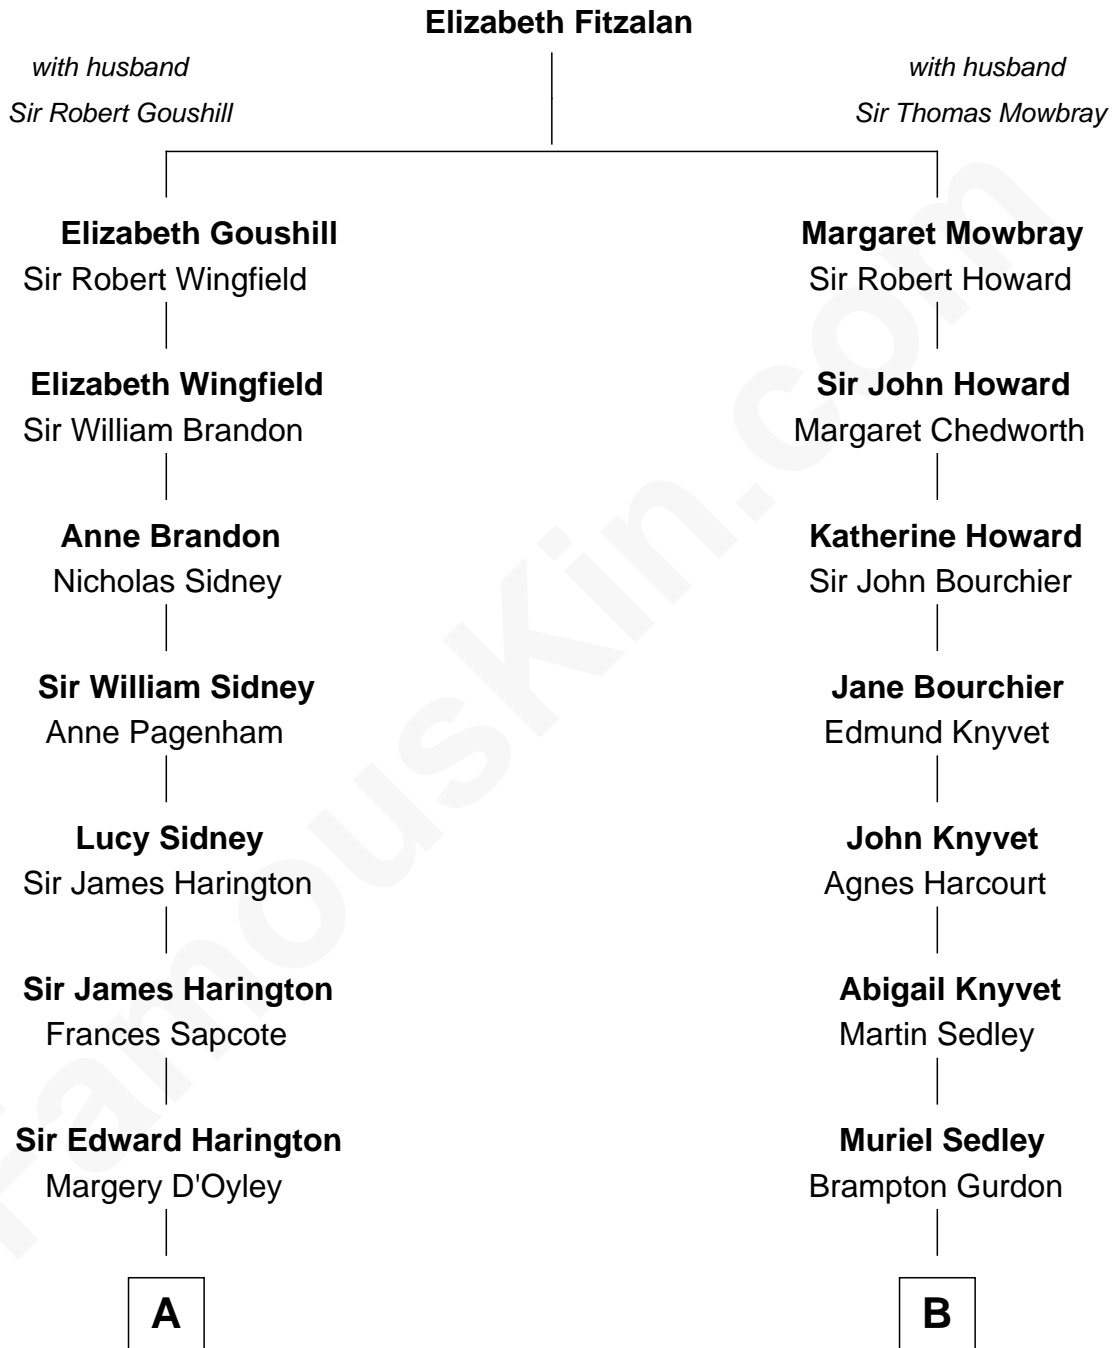 Elizabeth Fitzalan
with husband
Sir Robert Goushill
with husband
Sir Thomas Mowbray
Elizabeth Goushill
Sir Robert Wingfield
Margaret Mowbray
Sir Robert Howard
Elizabeth Wingfield
Sir William Brandon
Sir John Howard
Margaret Chedworth
Anne Brandon
Nicholas Sidney
Katherine Howard
Sir John Bourchier
Sir William Sidney
Anne Pagenham
Jane Bourchier
Edmund Knyvet
Lucy Sidney
Sir James Harington
John Knyvet
Agnes Harcourt
Sir James Harington
Frances Sapcote
Abigail Knyvet
Martin Sedley
Sir Edward Harington
Margery D'Oyley
Muriel Sedley
Brampton Gurdon
A
B
FamousKin.com